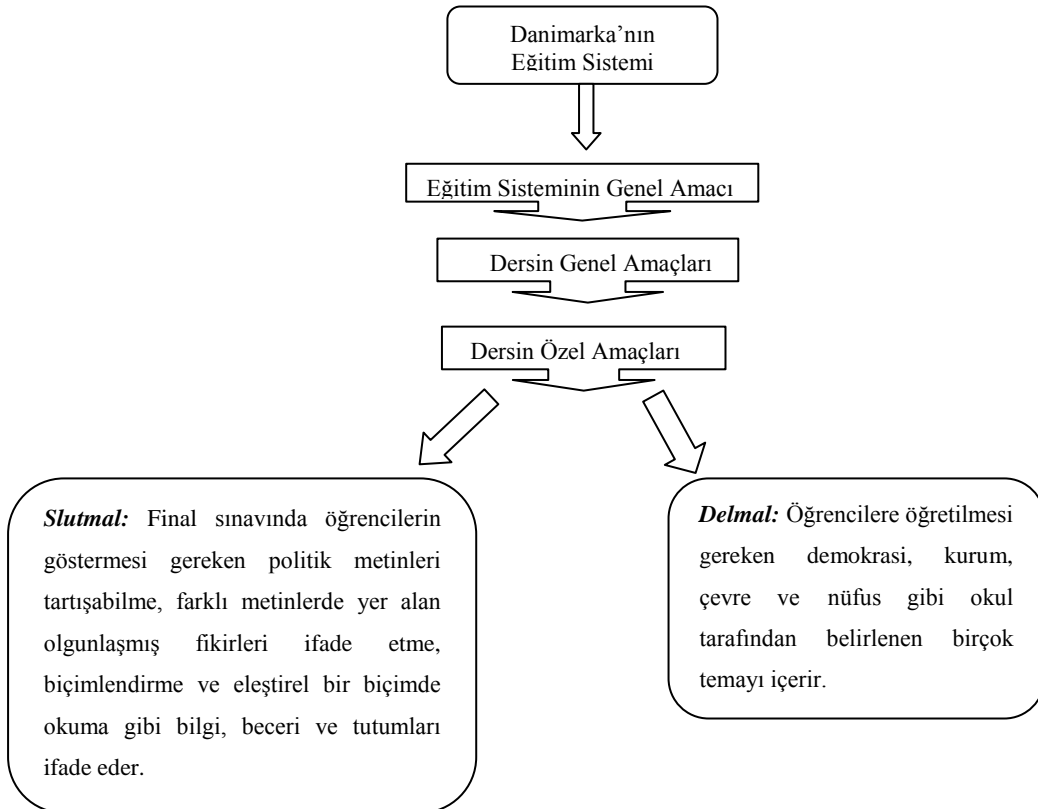 Danimarka’nın
Eğitim Sistemi
Eğitim Sisteminin Genel Amacı
Dersin Genel Amaçları
Dersin Özel Amaçları
Slutmal: Final sınavında öğrencilerin
göstermesi gereken politik metinleri
tartışabilme, farklı metinlerde yer alan
olgunlaşmış fikirleri ifade etme,
biçimlendirme ve eleştirel bir biçimde
okuma gibi bilgi, beceri ve tutumları
ifade eder.
Delmal: Öğrencilere öğretilmesi
gereken demokrasi, kurum,
çevre ve nüfus gibi okul
tarafından belirlenen birçok
temayı içerir.